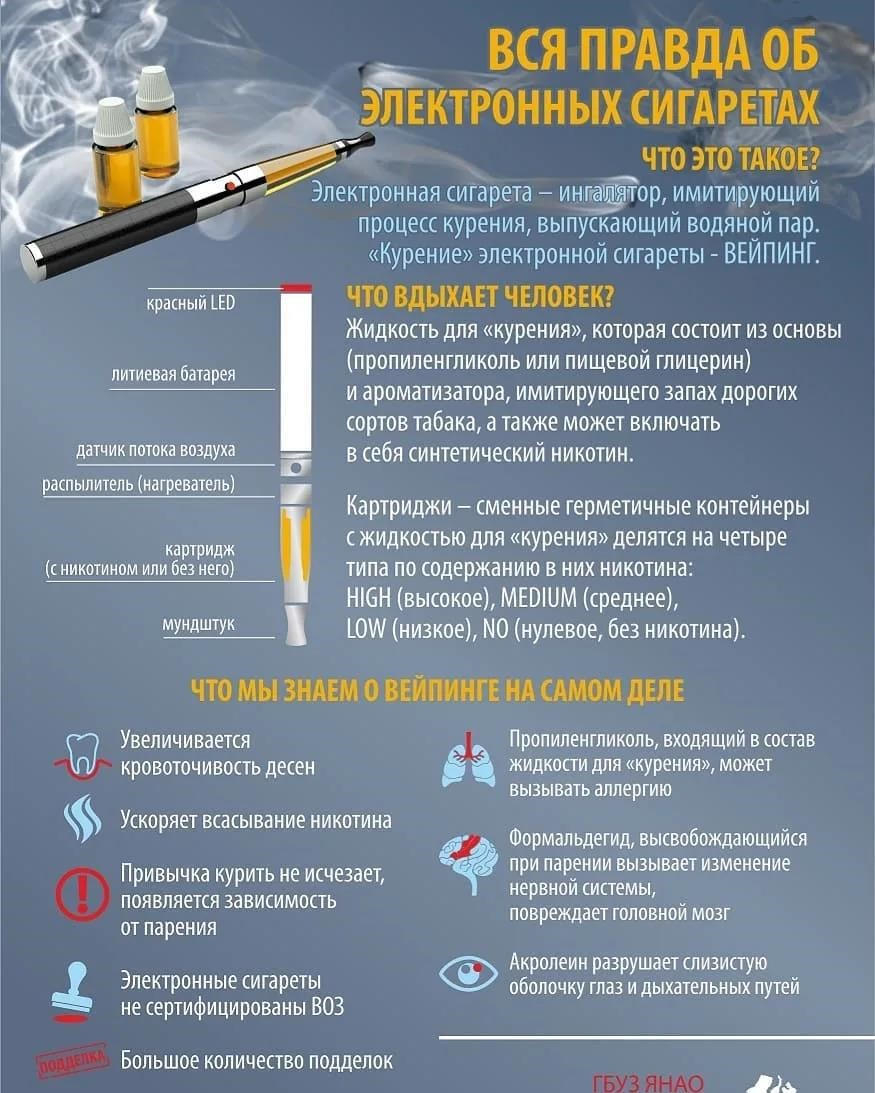 ВСЯ ПРАВДА ОБ
ЭЛЕКТРОННЫХ СИГАРЕТАХ
ЧТО ЭТО ТАКОЕ?
Электронная сигарета – ингалятор, имитирующий
процесс курения, выпускающий водяной пар.
«Курение» электронной сигареты - ВЕЙПИНГ.
красный LED
литиевая батарея
датчик потока воздуха
распылитель (нагреватель)
картридж
(с никотином или без него)
мундштук
ЧТО ВДЫХАЕТ ЧЕЛОВЕК?
Жидкость для «курения», которая состоит из основы
(пропиленгликоль или пищевой глицерин)
и ароматизатора, имитирующего запах дорогих
сортов табака, а также может включать
в себя синтетический никотин.
Картриджи – сменные герметичные контейнеры
с жидкостью для «курения» делятся на четыре
типа по содержанию в них никотина:
HIGH (высокое), MEDIUM (среднее),
LOW (низкое), NO (нулевое, без никотина).
ЧТО МЫ ЗНАЕМ О ВЕЙПИНГЕ НА САМОМ ДЕЛЕ
Увеличивается
кровоточивость десен
Ускоряет всасывание никотина
Привычка курить не исчезает,
появляется зависимость
от парения
Электронные сигареты
не сертифицированы ВОЗ
ПОДДЕЛКА
Большое количество подделок
Пропиленгликоль, входящий в состав
жидкости для «курения», может
вызывать аллергию
Формальдегид, высвобождающийся
при парении вызывает изменение
нервной системы,
повреждает головной мозг
Акролеин разрушает слизистую
оболочку глаз и дыхательных путей
ГБУЗ ЯНАО